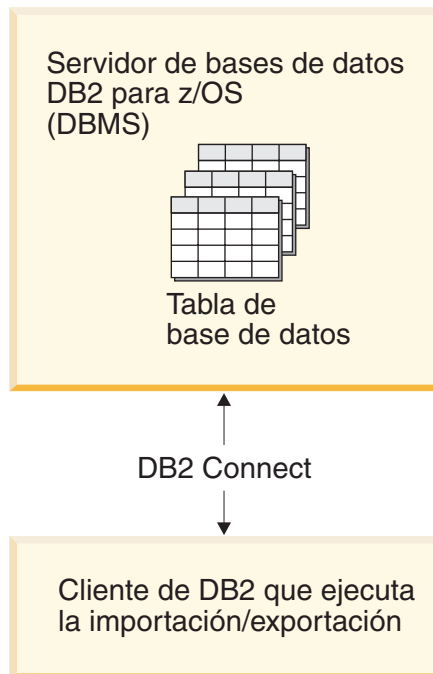 Servidor de bases de datos
DB2 para z/OS
(DBMS)
Tabla de
base de datos
DB2 Connect
Cliente de DB2 que ejecuta
la importación/exportación